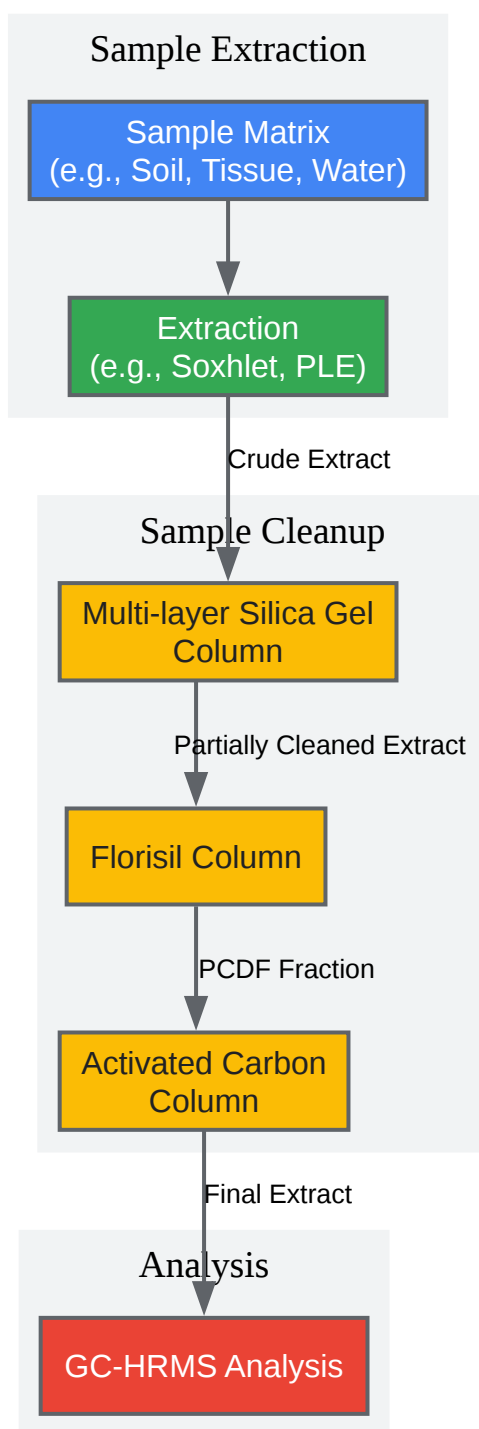 Sample Extraction
Sample Matrix
(e.g., Soil, Tissue, Water)
Extraction
(e.g., Soxhlet, PLE)
Crude Extract
Sample Cleanup
Multi-layer Silica Gel
Column
Partially Cleaned Extract
Florisil Column
PCDF Fraction
Activated Carbon
Column
Final Extract
Analysis
GC-HRMS Analysis